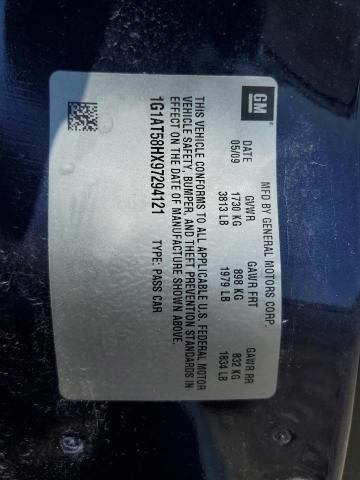 GM
MFD BY GENERAL MOTORS CORP.
DATE GVWR GAWR FRT GAWR RR
05/09 1730 KG 898 KG 832 KG
3813 LB 1979 LB 1834 LB
THIS VEHICLE CONFORMS TO ALL APPLICABLE U.S. FEDERAL MOTOR
VEHICLE SAFETY, BUMPER, AND THEFT PREVENTION STANDARDS IN
EFFECT ON THE DATE OF MANUFACTURE SHOWN ABOVE.
1G1AT58HX97294121 TYPE: PASS CAR